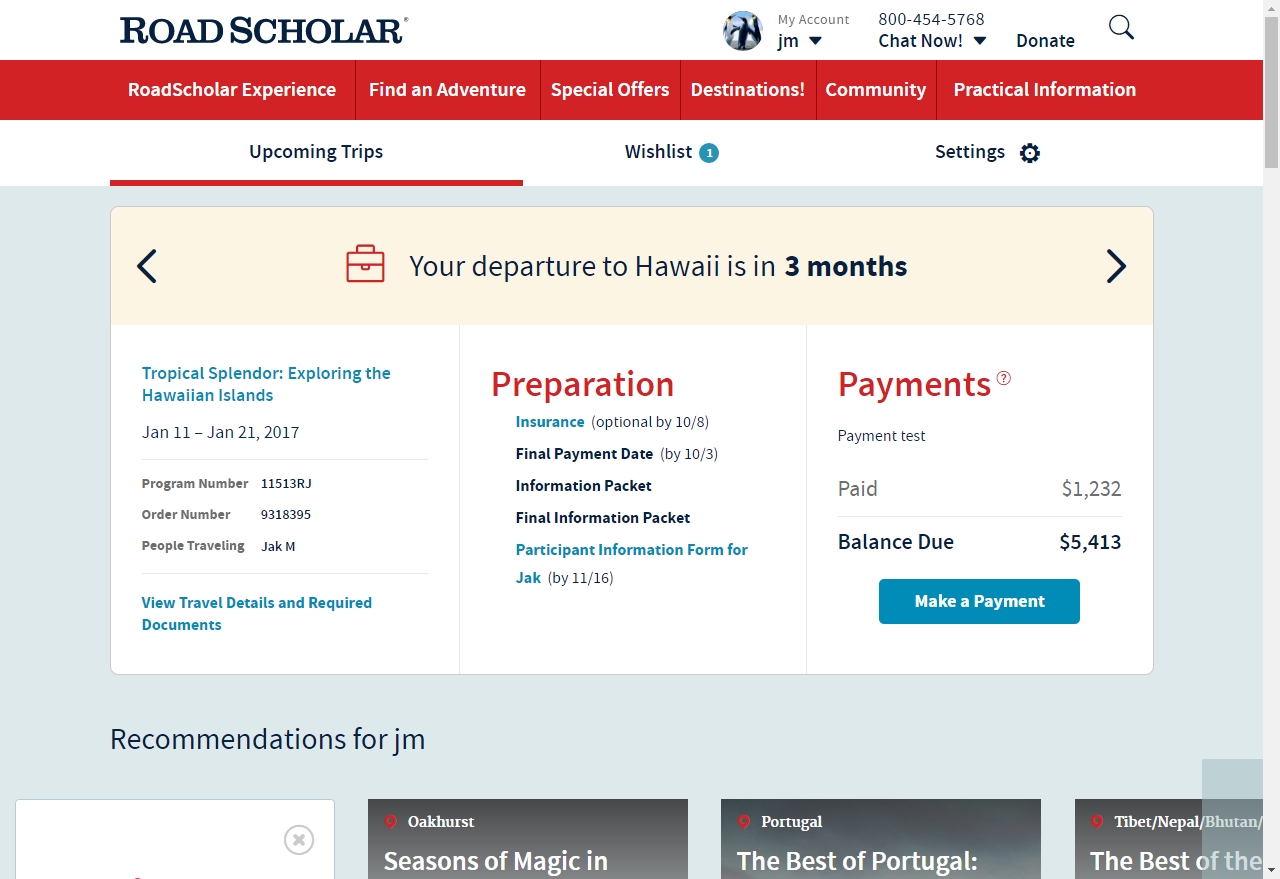 ROAD SCHOLAR®
My Account
jm
800-454-5768
Chat Now!
Donate
RoadScholar Experience
Find an Adventure
Special Offers
Destinations!
Community
Practical Information
Upcoming Trips
Wishlist 1
Settings
Your departure to Hawaii is in 3 months
Tropical Splendor: Exploring the
Hawaiian Islands
Jan 11 – Jan 21, 2017
Program Number 11513RJ
Order Number 9318395
People Traveling Jak M
View Travel Details and Required
Documents
Preparation
Insurance (optional by 10/8)
Final Payment Date (by 10/3)
Information Packet
Final Information Packet
Participant Information Form for
Jak (by 11/16)
Payments ?
Payment test
Paid $1,232
Balance Due $5,413
Make a Payment
Recommendations for jm
Oakhurst
Seasons of Magic in
Portugal
The Best of Portugal:
Tibet/Nepal/Bhutan/
The Best of the